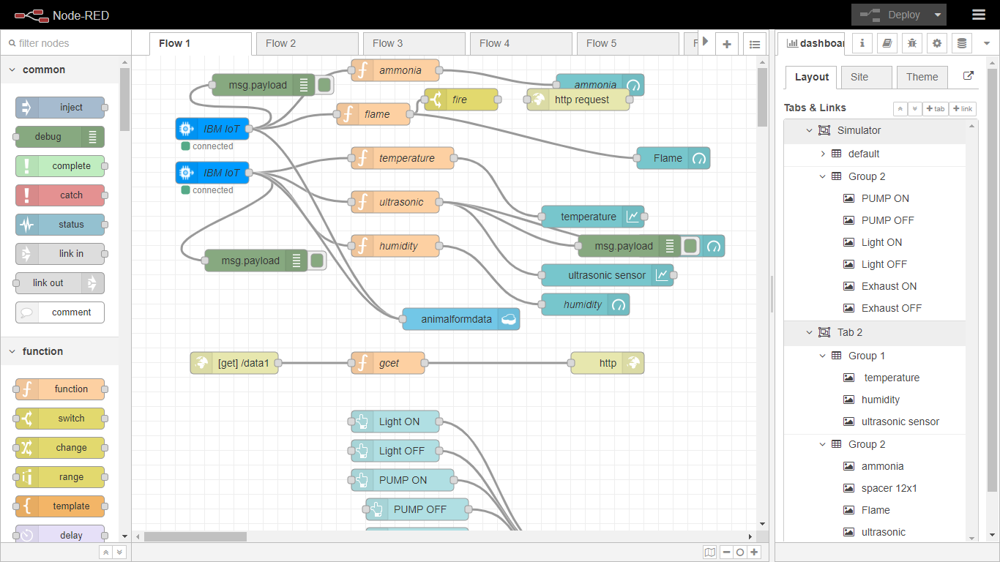 Node-RED
Deploy
filter nodes
Flow 1
Flow 2
Flow 3
Flow 4
Flow 5
F
dashboar
common
inject
debug
complete
catch
status
link in
link out
comment
function
function
switch
change
range
template
delay
msg.payload
ammonia
ammonia
fire
http request
flame
IBM IoT
connected
temperature
Flame
IBM IoT
connected
ultrasonic
temperature
humidity
msg.payload
msg.payload
ultrasonic sensor
humidity
animalformdata
[get] /data1
gcet
http
Light ON
Light OFF
PUMP ON
PUMP OFF
Layout
Site
Theme
Tabs & Links
tab
link
Simulator
default
Group 2
PUMP ON
PUMP OFF
Light ON
Light OFF
Exhaust ON
Exhaust OFF
Tab 2
Group 1
temperature
humidity
ultrasonic sensor
Group 2
ammonia
spacer 12x1
Flame
ultrasonic